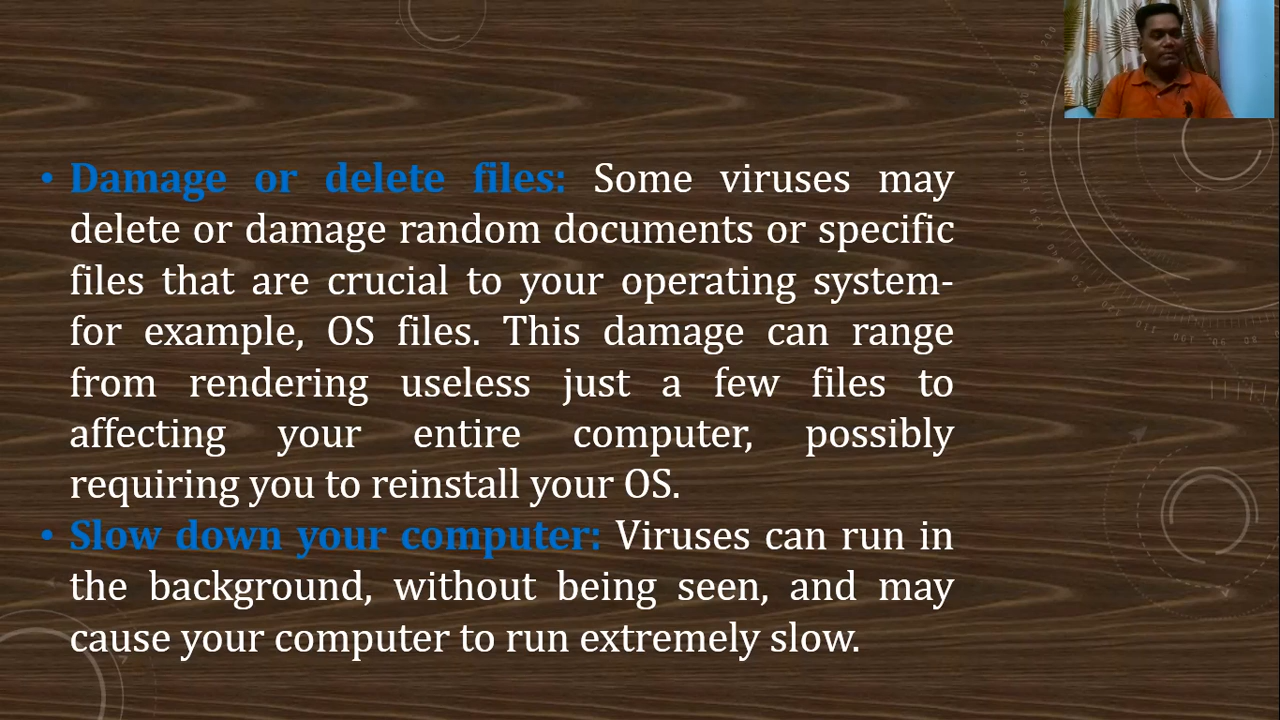 • Damage or delete files: Some viruses may
delete or damage random documents or specific
files that are crucial to your operating system-
for example, OS files. This damage can range
from rendering useless just a few files to
affecting your entire computer, possibly
requiring you to reinstall your OS.
• Slow down your computer: Viruses can run in
the background, without being seen, and may
cause your computer to run extremely slow.